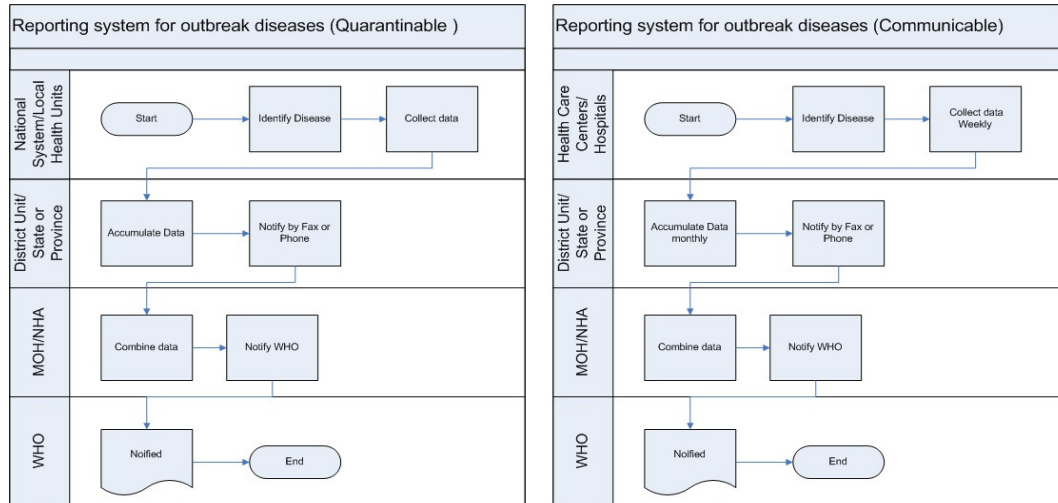 Reporting system for outbreak diseases (Quarantinable )
National
System/Local
Health Units
Start
Identify Disease
Collect data
District Unit/
State or
Province
Accumulate Data
Notify by Fax or
Phone
MOH/NHA
Combine data
Notify WHO
WHO
Noified
End
Reporting system for outbreak diseases (Communicable)
Health Care
Centers/
Hospitals
Start
Identify Disease
Collect data
Weekly
District Unit/
State or
Province
Accumulate Data
monthly
Notify by Fax or
Phone
MOH/NHA
Combine data
Notify WHO
WHO
Noified
End